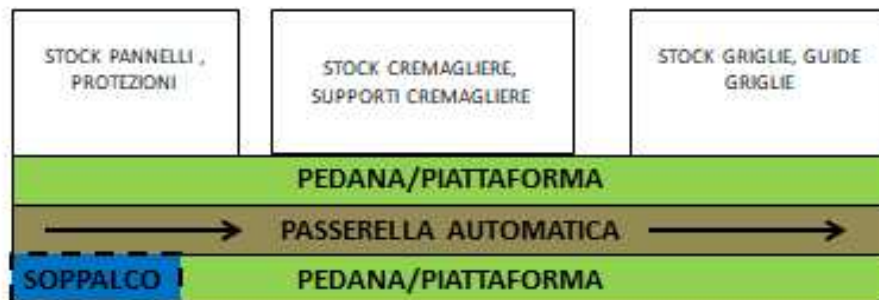 STOCK PANNELLI ,
PROTEZIONI
STOCK CREMAGLIERE,
SUPPORTI CREMAGLIERE
STOCK GRIGLIE, GUIDE
GRIGLIE
PEDANA/PIATTAFORMA
PASSERELLA AUTOMATICA
SOPPALCO
PEDANA/PIATTAFORMA